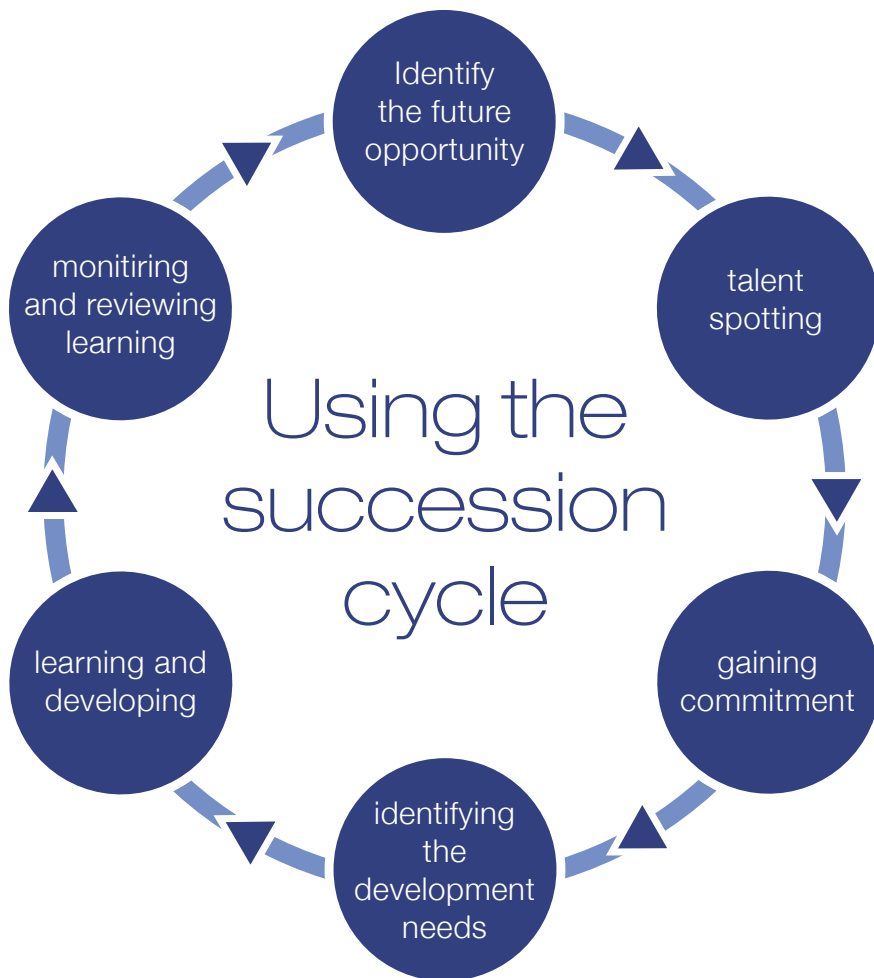 Identify
the future
opportunity
talent
spotting
gaining
commitment
identifying
the
development
needs
learning and
developing
monitiring
and reviewing
learning
Using the
succession
cycle